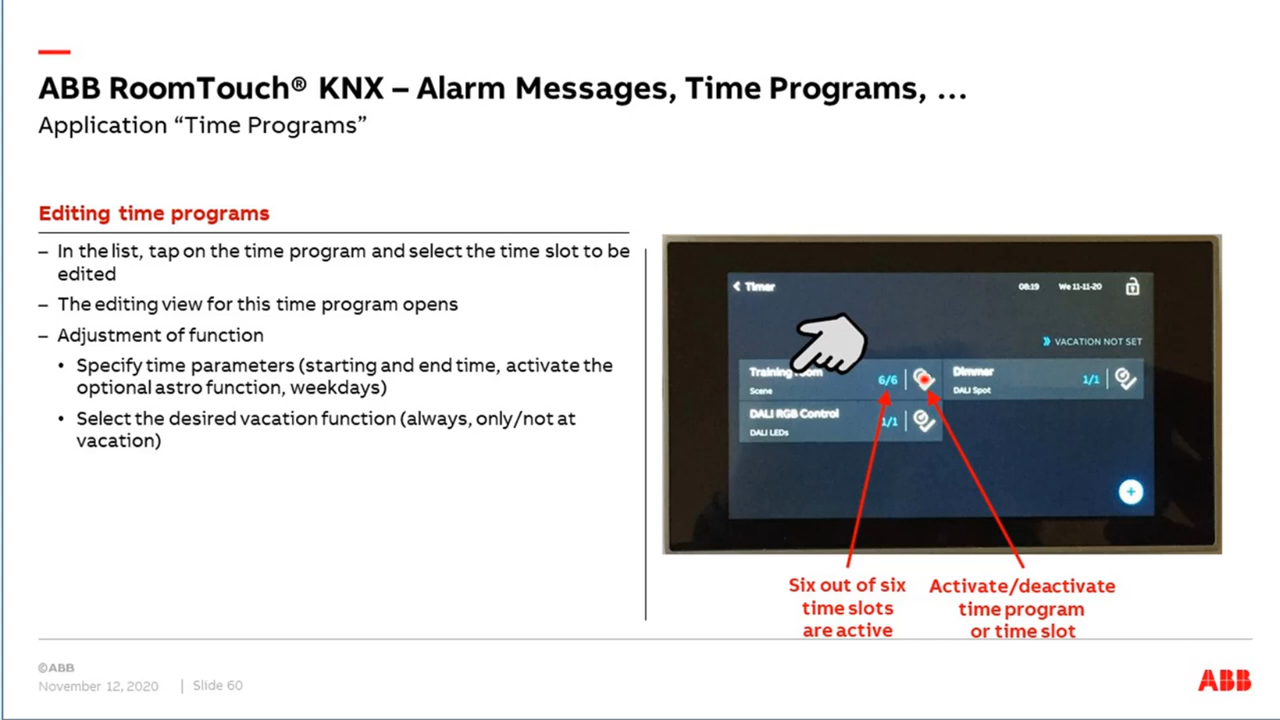 ABB RoomTouch® KNX – Alarm Messages, Time Programs, …
Application “Time Programs”
Editing time programs
– In the list, tap on the time program and select the time slot to be
edited
– The editing view for this time program opens
– Adjustment of function
• Specify time parameters (starting and end time, activate the
optional astro function, weekdays)
• Select the desired vacation function (always, only/not at
vacation)
< Timer
08:19
We 11-11-20
VACATION NOT SET
Training room
Scene
6/6
Dimmer
DALI Spot
1/1
DALI RGB Control
DALI LEDs
1/1
+
Six out of six
time slots
are active
Activate/deactivate
time program
or time slot
©ABB
November 12, 2020 | Slide 60
ABB